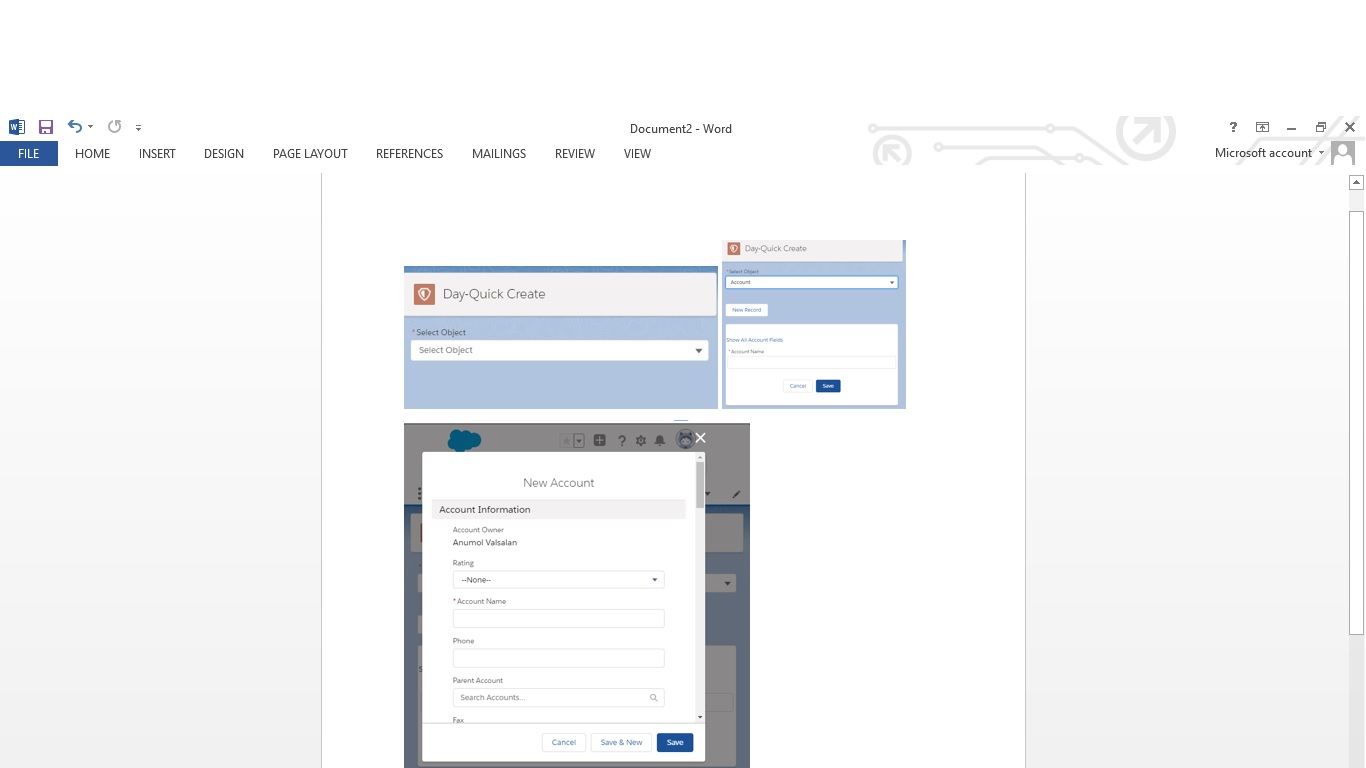 Document2 - Word
?
FILE HOME INSERT DESIGN PAGE LAYOUT REFERENCES MAILINGS REVIEW VIEW
Microsoft account
Day-Quick Create
*Select Object
Select Object
Day-Quick Create
*Select Object
Account
New Record
Show All Account Fields
*Account Name
Cancel Save
?
New Account
Account Information
Account Owner
Anumol Valsalan
Rating
--None--
*Account Name
Phone
Parent Account
Search Accounts...
Fax
Cancel Save & New Save